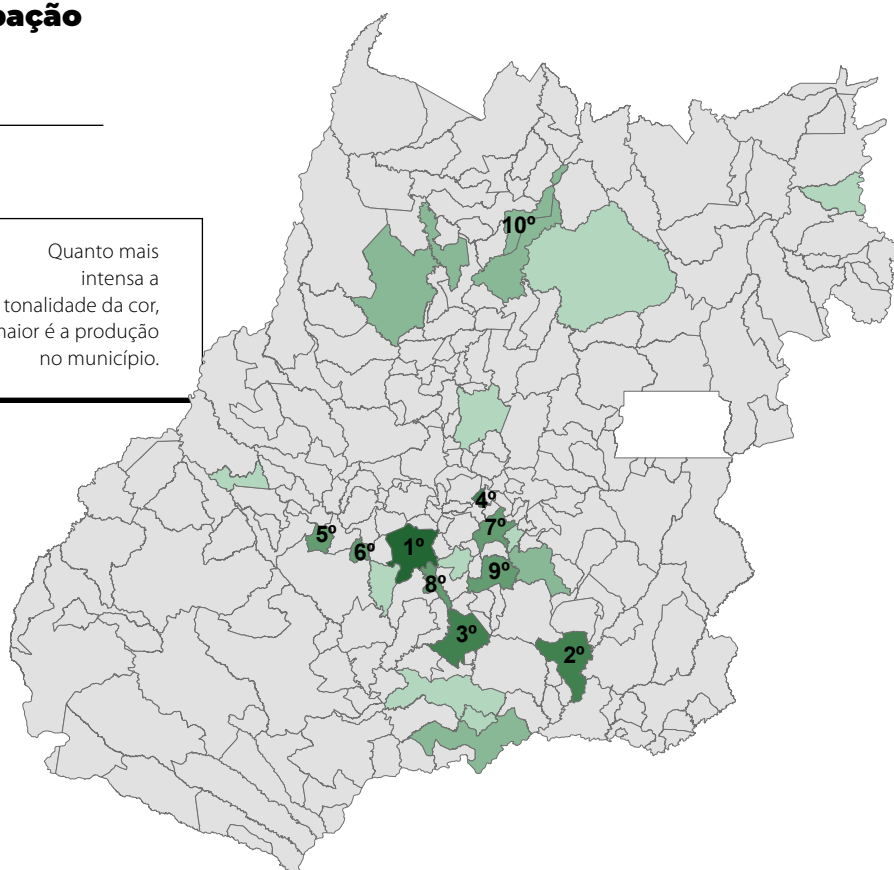 pação
Quanto mais
intensa a
tonalidade da cor,
maior é a produção
no município.
10º
4º
7º
5º
6º
1º
9º
8º
3º
2º